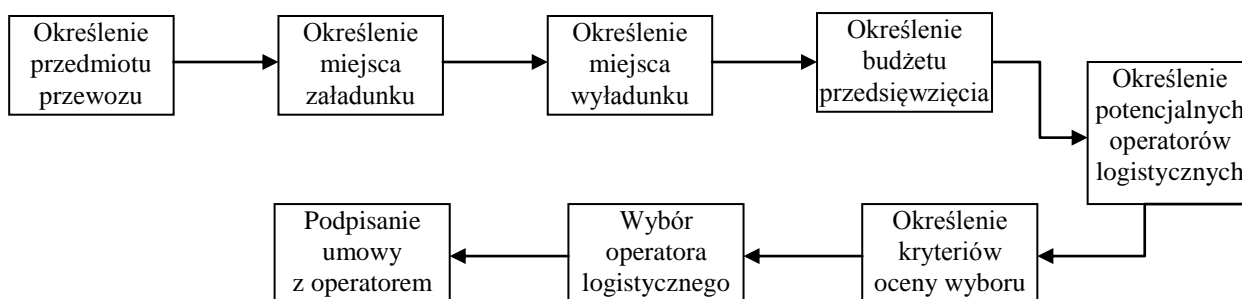 Określenie
przedmiotu
przewozu
Określenie
miejsca
załadunku
Określenie
miejsca
wyładunku
Określenie
budżetu
przedsięwzięcia
Określenie
potencjalnych
operatorów
logistycznych
Określenie
kryteriów
oceny wyboru
Wybór
operatora
logistycznego
Podpisanie
umowy
z operatorem